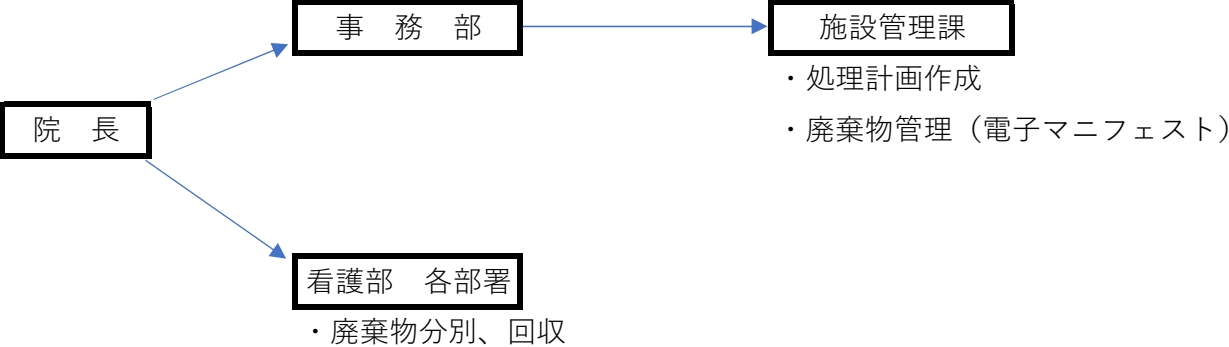 事　務　部
施設管理課
・処理計画作成
・廃棄物管理（電子マニフェスト）
院　長
看護部　各部署
・廃棄物分別、回収